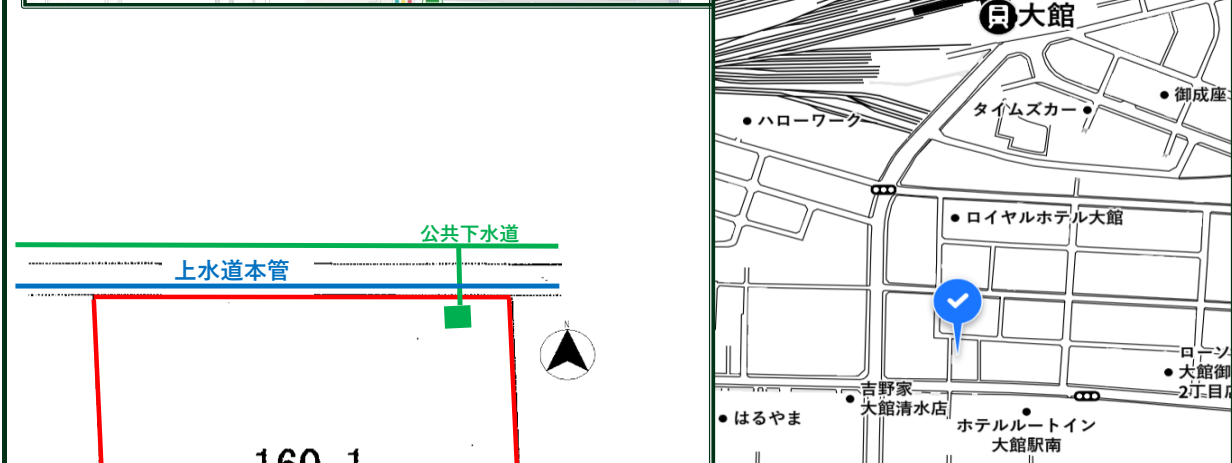 公共下水道
上水道本管
N
大館
御成座
タイムズカー
ハローワーク
ロイヤルホテル大館
ローソ
大館御
2丁目店
吉野家
大館清水店
はるやま
ホテルルートイン
大館駅南